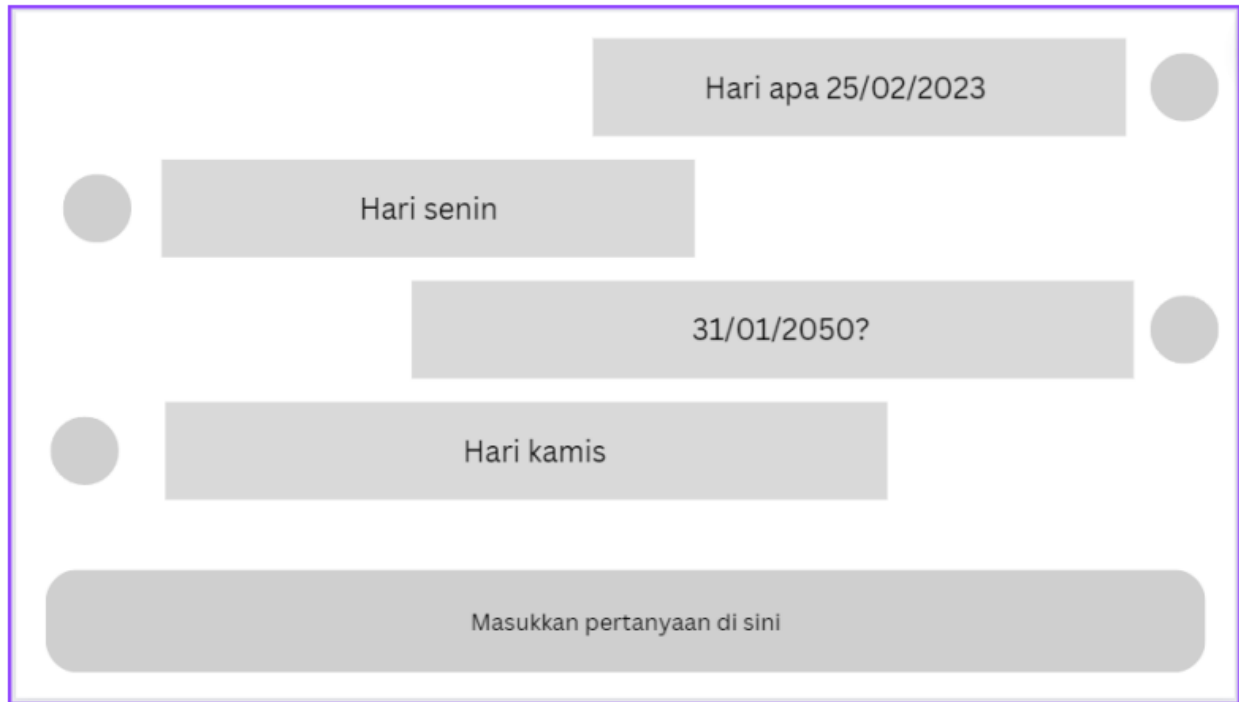 Hari apa 25/02/2023
Hari senin
31/01/2050?
Hari kamis
Masukkan pertanyaan di sini